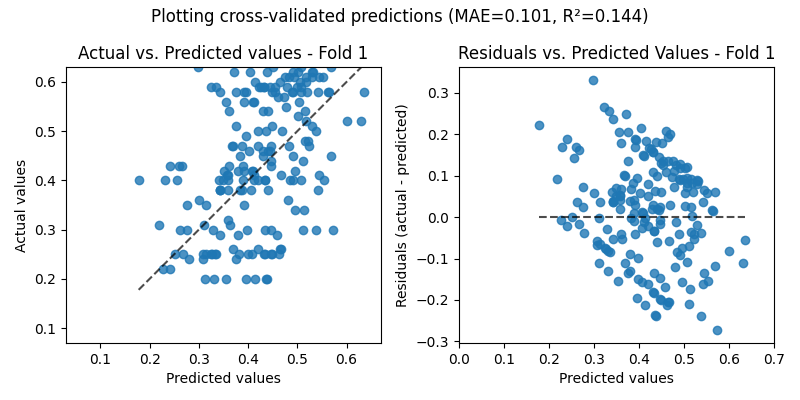 Plotting cross-validated predictions (MAE=0.101, R²=0.144)
Actual vs. Predicted values - Fold 1
Actual values
0.6
0.5
0.4
0.3
0.2
0.1
0.1 0.2 0.3 0.4 0.5 0.6
Predicted values
Residuals vs. Predicted Values - Fold 1
Residuals (actual - predicted)
0.3
0.2
0.1
0.0
−0.1
−0.2
−0.3
0.0 0.1 0.2 0.3 0.4 0.5 0.6 0.7
Predicted values